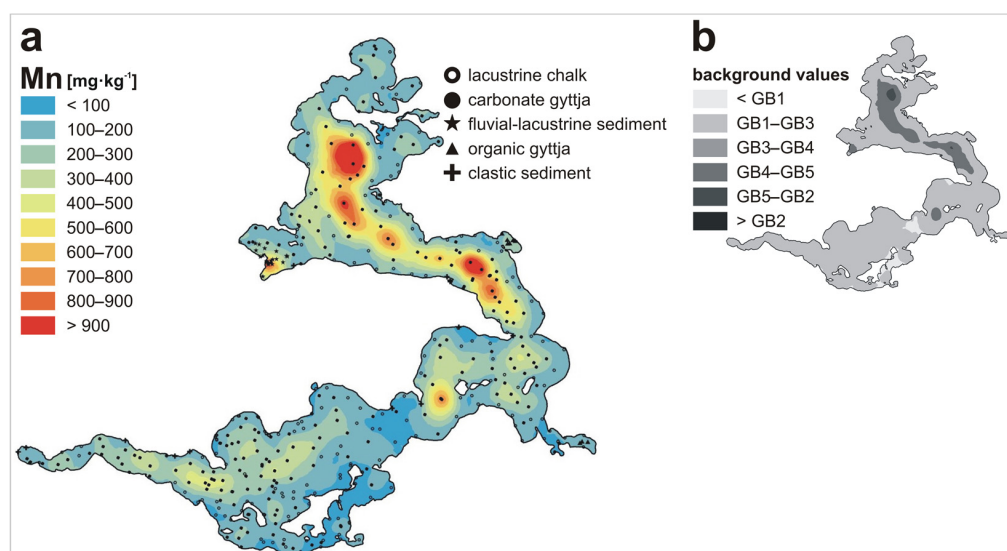 a
Mn [mg·kg⁻¹]
< 100
100–200
200–300
300–400
400–500
500–600
600–700
700–800
800–900
> 900
lacustrine chalk
carbonate gyttja
fluvial-lacustrine sediment
organic gyttja
clastic sediment
b
background values
< GB1
GB1–GB3
GB3–GB4
GB4–GB5
GB5–GB2
> GB2